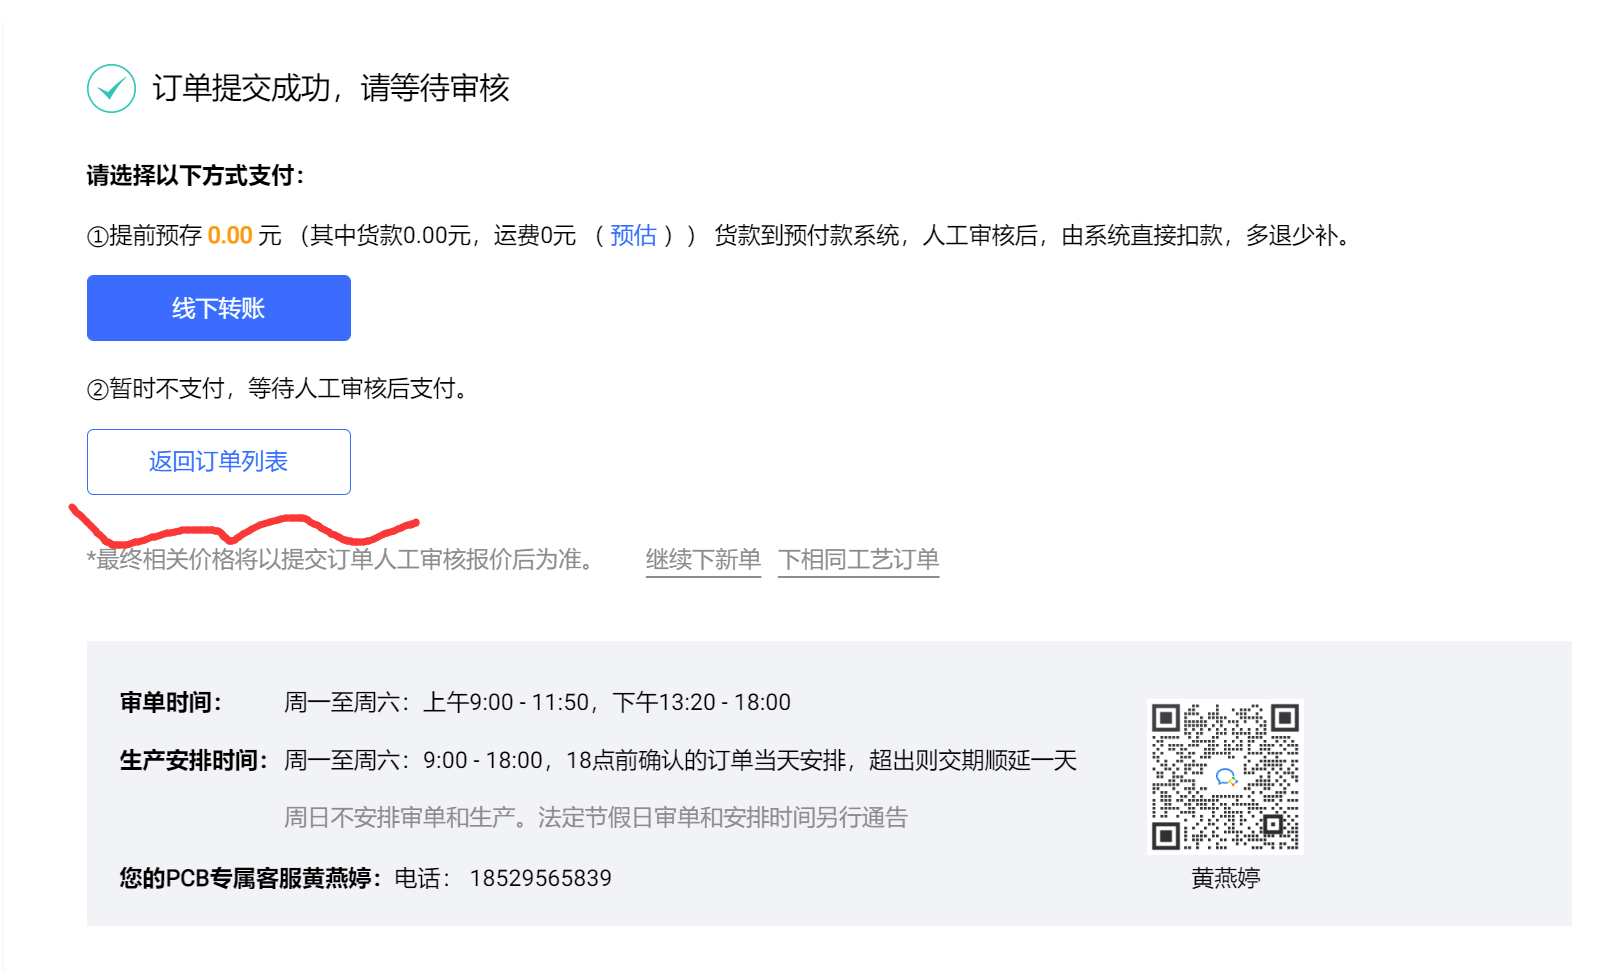 订单提交成功，请等待审核
请选择以下方式支付：
①提前预存 0.00 元 （其中货款0.00元，运费0元 （ 预估 ）） 货款到预付款系统，人工审核后，由系统直接扣款，多退少补。
线下转账
②暂时不支付，等待人工审核后支付。
返回订单列表
*最终相关价格将以提交订单人工审核报价后为准。 继续下新单 下相同工艺订单
审单时间： 周一至周六：上午9:00 - 11:50，下午13:20 - 18:00
生产安排时间： 周一至周六：9:00 - 18:00，18点前确认的订单当天安排，超出则交期顺延一天
周日不安排审单和生产。法定节假日审单和安排时间另行通告
您的PCB专属客服黄燕婷：电话： 18529565839
黄燕婷